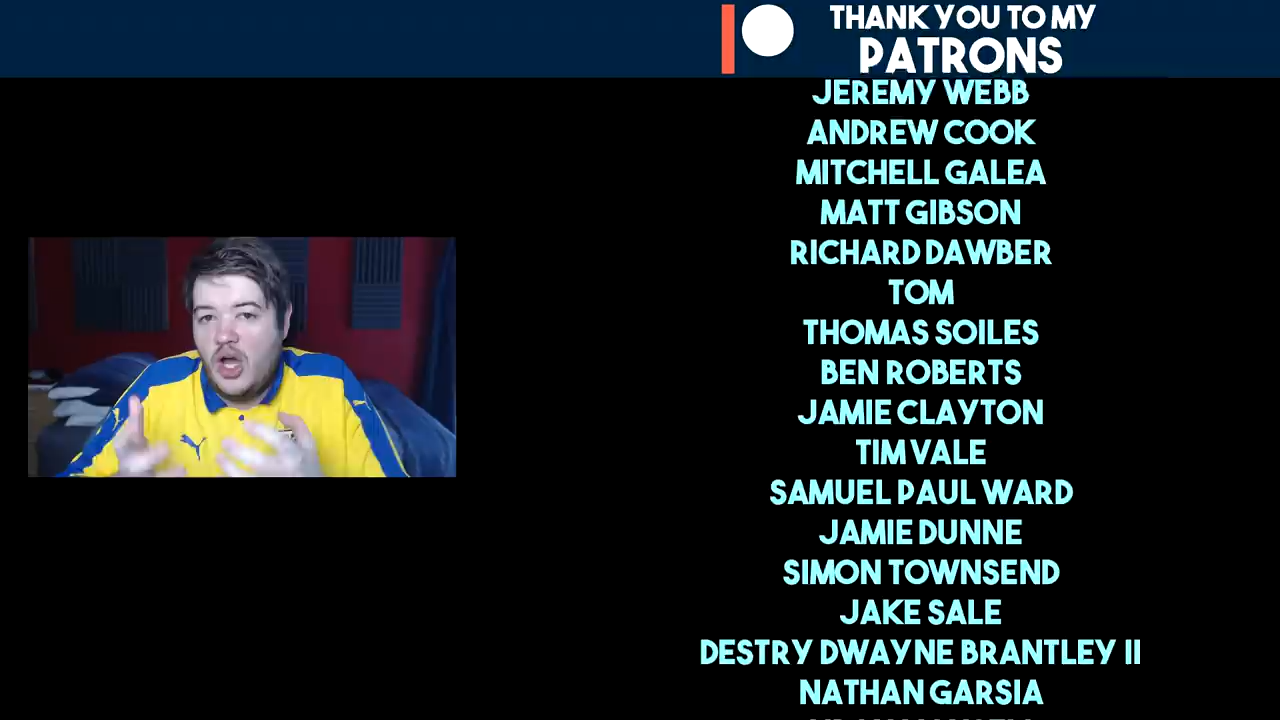 THANK YOU TO MY
PATRONS
JEREMY WEBB
ANDREW COOK
MITCHELL GALEA
MATT GIBSON
RICHARD DAWBER
TOM
THOMAS SOILES
BEN ROBERTS
JAMIE CLAYTON
TIM VALE
SAMUEL PAUL WARD
JAMIE DUNNE
SIMON TOWNSEND
JAKE SALE
DESTRY DWAYNE BRANTLEY II
NATHAN GARSIA